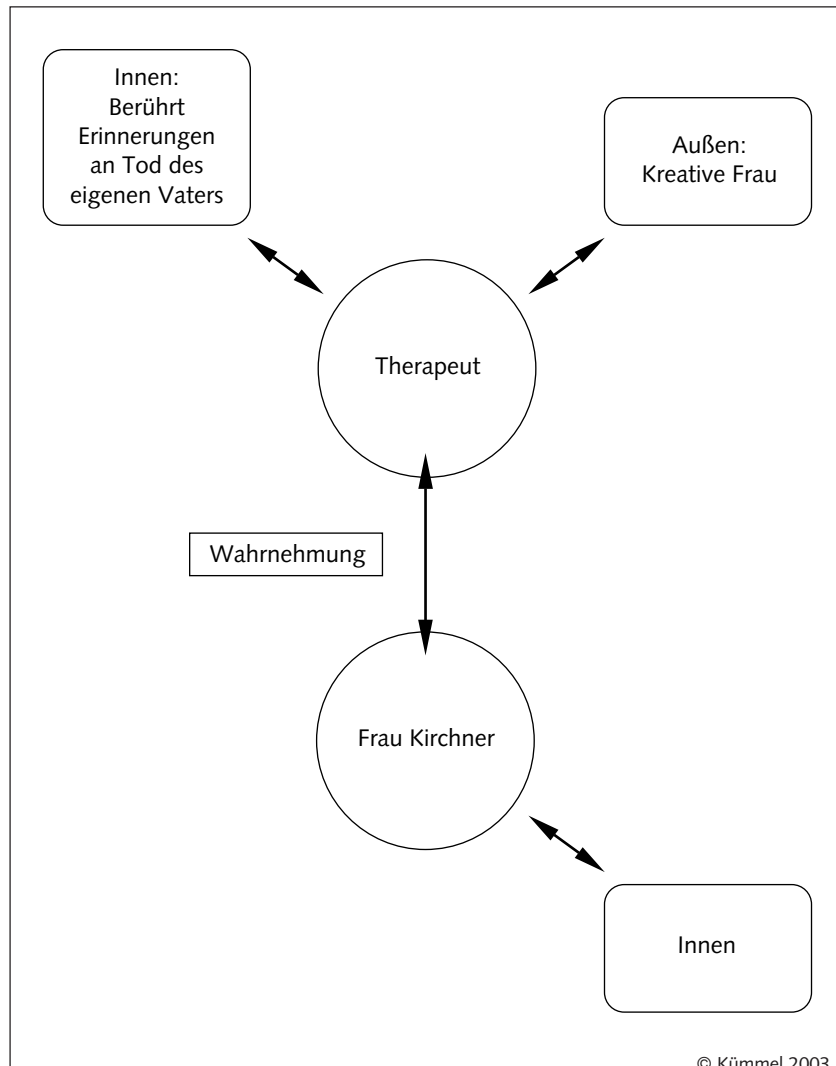 Innen:
Berührt
Erinnerungen
an Tod des
eigenen Vaters
Außen:
Kreative Frau
Therapeut
Wahrnehmung
Frau Kirchner
Innen
© Kümmel 2003